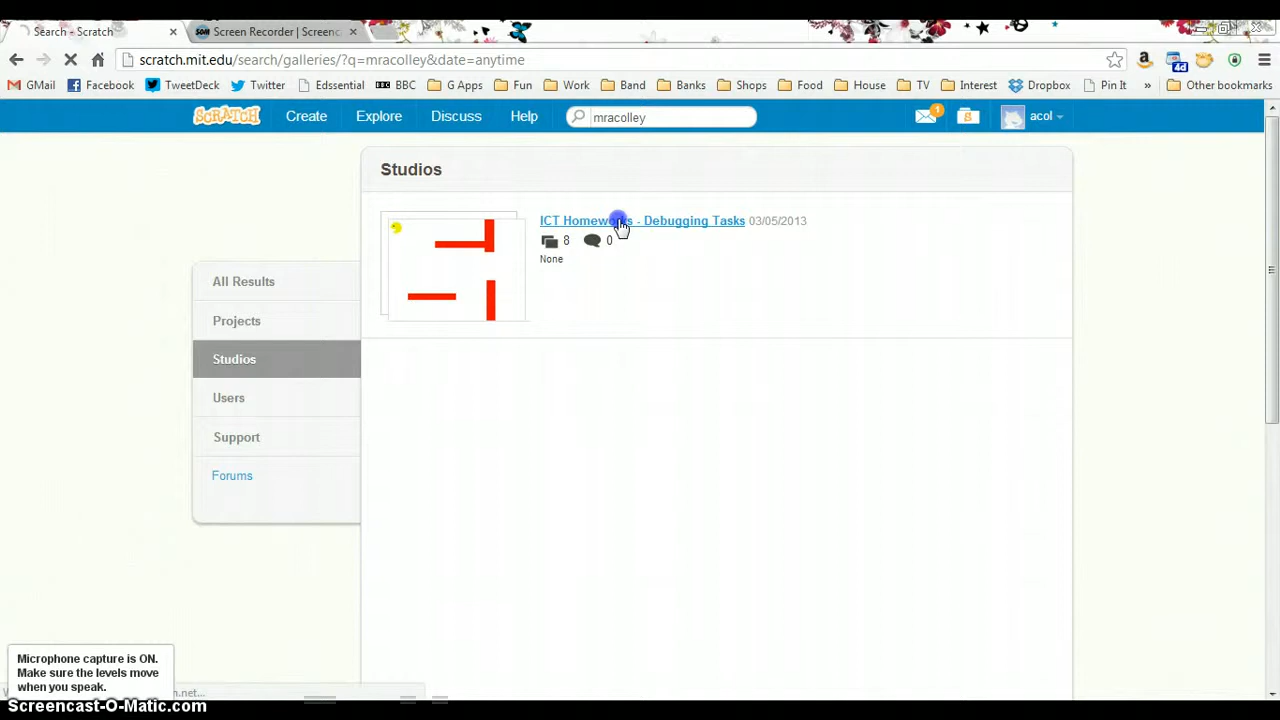 Search - Scratch
Screen Recorder | Screenc
scratch.mit.edu/search/galleries/?q=mracolley&date=anytime
GMail Facebook TweetDeck Twitter Edssential BBC G Apps Fun Work Band Banks Shops Food House TV Interest Dropbox Pin It » Other bookmarks
4d
SCRATCH Create Explore Discuss Help mracolley 1 S acol
Studios
ICT Homeworks - Debugging Tasks 03/05/2013
8 0
None
All Results
Projects
Studios
Users
Support
Forums
Microphone capture is ON.
Make sure the levels move
when you speak.
Screencast-O-Matic.com